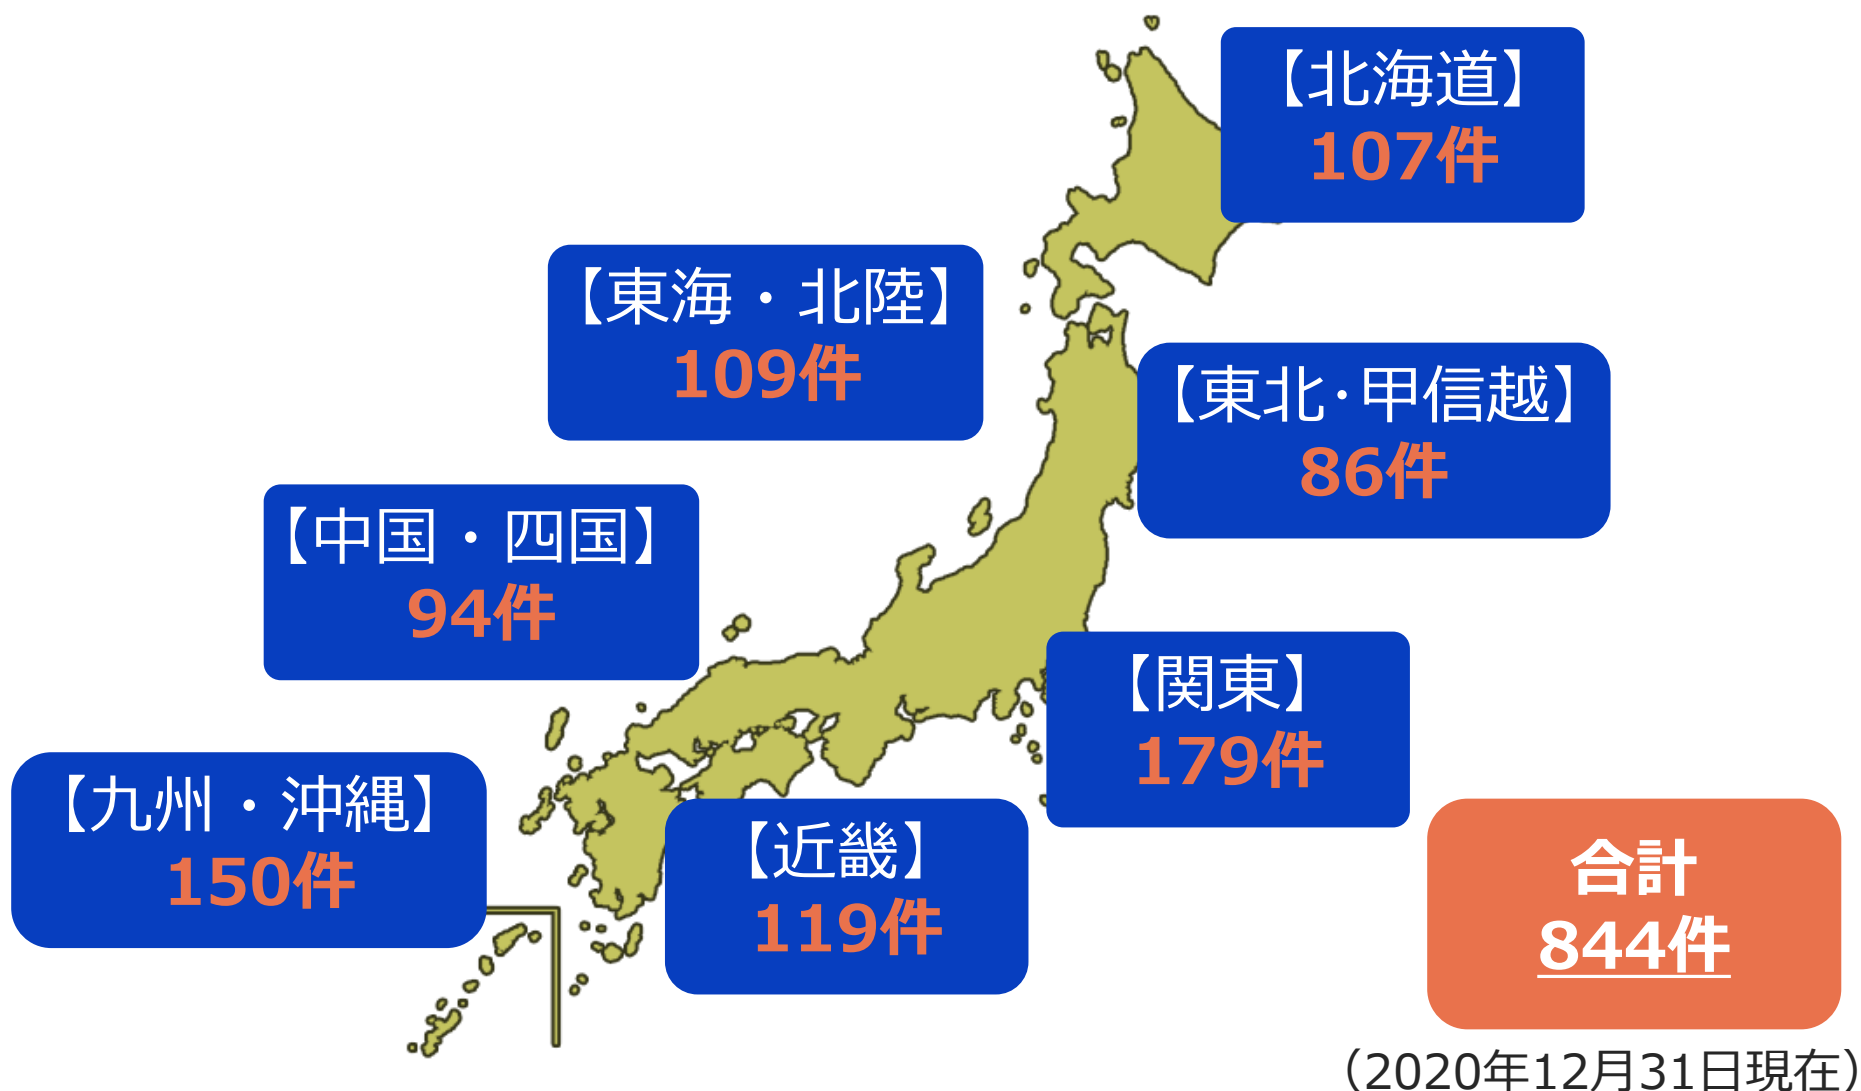 【北海道】
107件
【東海・北陸】
109件
【東北･甲信越】
86件
【中国・四国】
94件
【関東】
179件
【九州・沖縄】
150件
【近畿】
119件
合計
844件
（2020年12月31日現在）